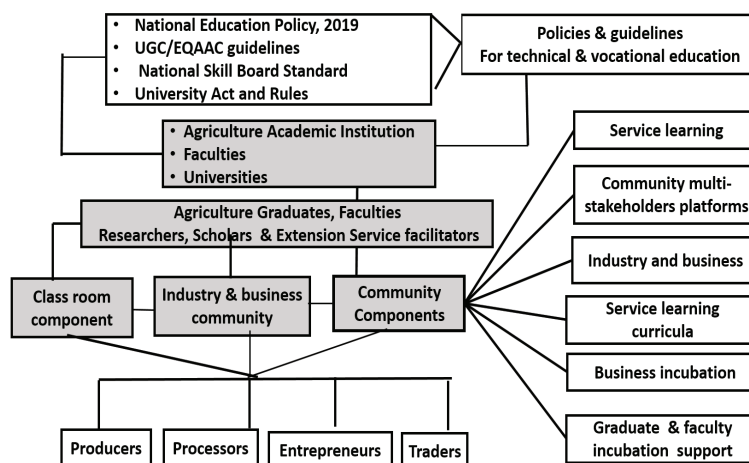 • National Education Policy, 2019
• UGC/EQAAC guidelines
• National Skill Board Standard
• University Act and Rules
Policies & guidelines
For technical & vocational education
• Agriculture Academic Institution
• Faculties
• Universities
Agriculture Graduates, Faculties
Researchers, Scholars & Extension Service facilitators
Class room
component
Industry & business
community
Community
Components
Service learning
Community multi-
stakeholders platforms
Industry and business
Service learning
curricula
Business incubation
Graduate & faculty
incubation support
Producers
Processors
Entrepreneurs
Traders